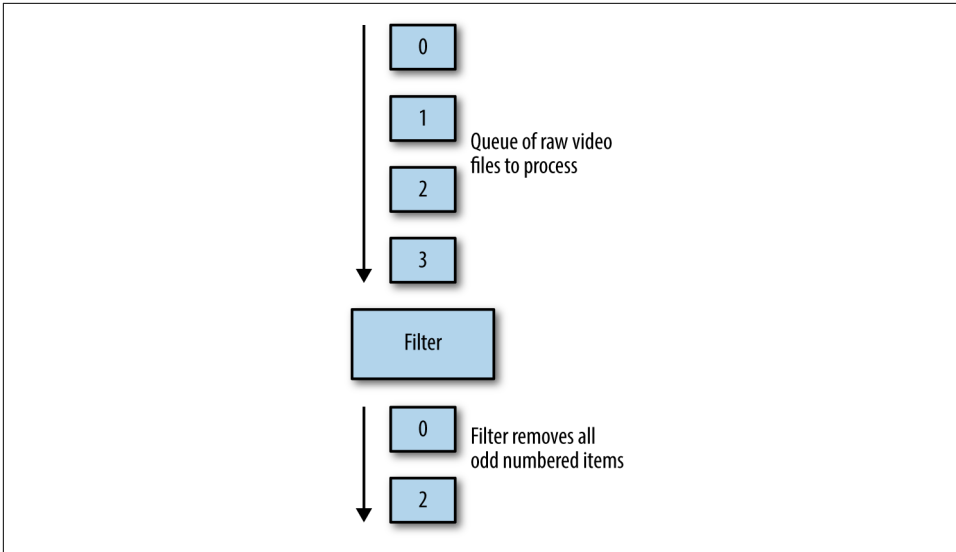 0
1
Queue of raw video
files to process
2
3
Filter
0
Filter removes all
odd numbered items
2